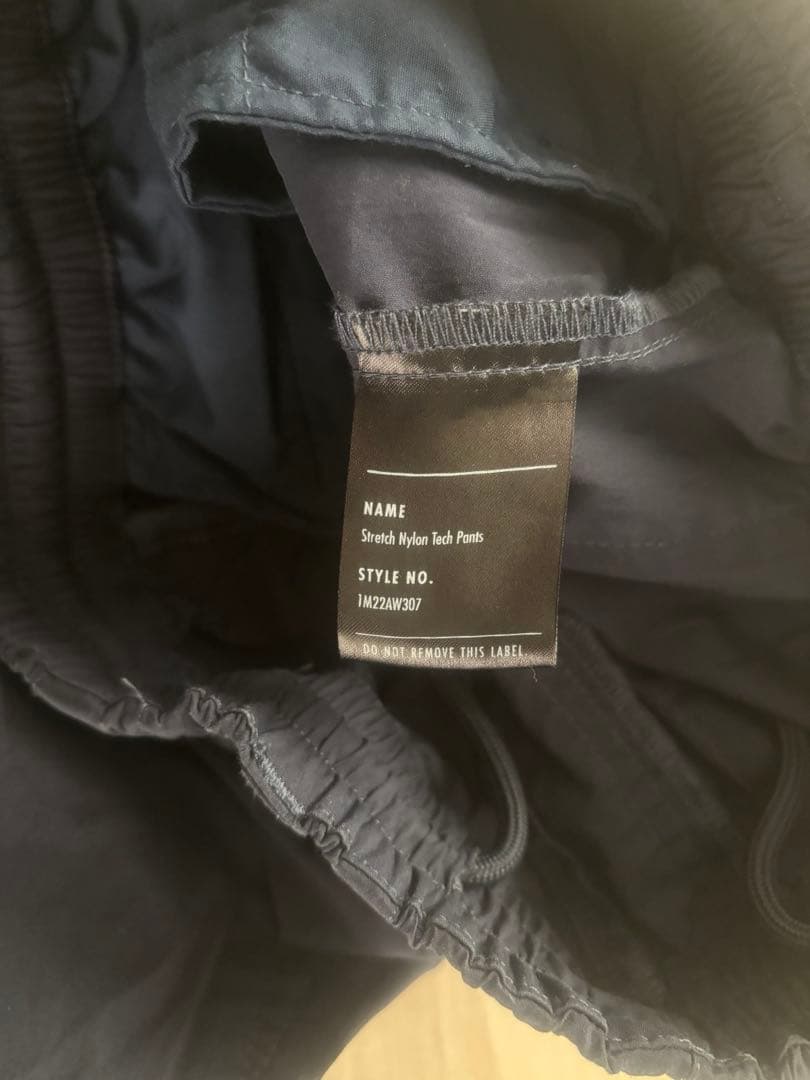 NAME
Stretch Nylon Tech Pants
STYLE NO.
1M22AW307
DO NOT REMOVE THIS LABEL.